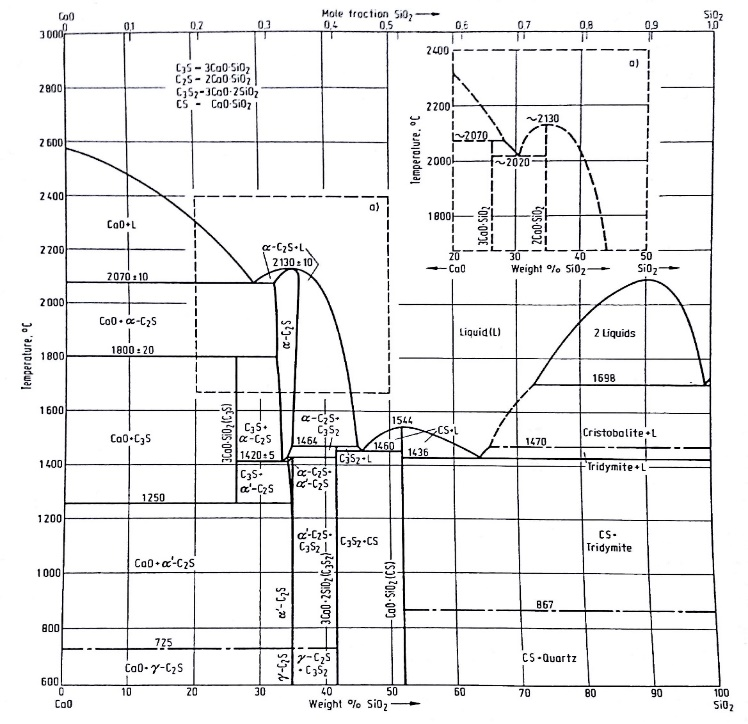 CaO
Mole fraction SiO₂
SiO₂
0 0,1 0,2 0,3 0,4 0,5 0,6 0,7 0,8 0,9 1,0
3000
2600
2400
2200
2000
1800
1600
1400
1200
1000
800
600
Temperature, °C
C₃S – 3CaO·SiO₂
C₂S – 2CaO·SiO₂
C₃S₂–3CaO·2SiO₂
CS – CaO·SiO₂
a)
2400
2200
2000
1800
Temperature, °C
~2070
~2130
~2020
3CaO·SiO₂
2CaO·SiO₂
20 30 40 50
CaO Weight % SiO₂ SiO₂
a)
CaO+L
α-C₂S+L
2130±10
2070±10
CaO+α-C₂S
α-C₂S
Liquid(L)
2 Liquids
1800±20
1698
CaO+C₃S
3CaO·SiO₂(C₃S)
C₃S+
α-C₂S
1420±5
C₃S+
α'-C₂S
α-C₂S+
C₃S₂
1464
1460
1544
CS+L
C₃S₂+L
1436
1470
Cristobalite+L
Tridymite+L
α-C₂S+
α'-C₂S
1250
α'-C₂S+
C₃S₂
3CaO·2SiO₂(C₃S₂)
C₃S₂+CS
CaO·SiO₂(CS)
CS+
Tridymite
CaO+α'-C₂S
α'-C₂S
867
725
CaO+γ-C₂S
γ-C₂S
γ-C₂S
+C₃S₂
CS+Quartz
0 10 20 30 40 50 60 70 80 90 100
CaO
Weight % SiO₂
SiO₂